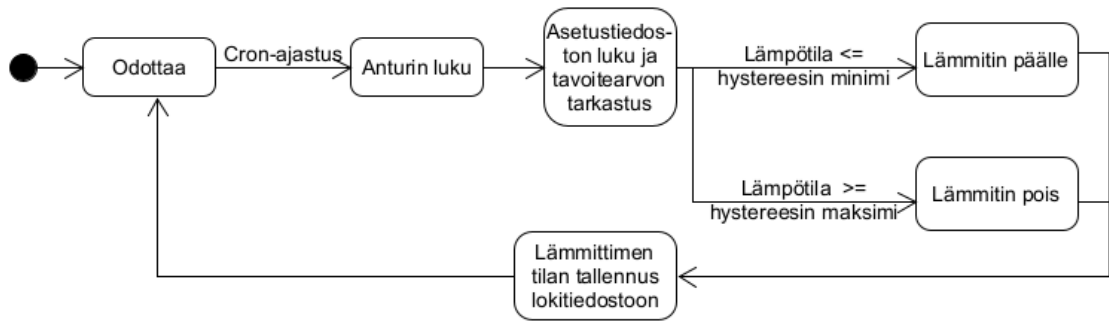 Odottaa
Cron-ajastus
Anturin luku
Asetustiedos-
ton luku ja
tavoitearvon
tarkastus
Lämpötila <=
hystereesin minimi
Lämmitin päälle
Lämpötila >=
hystereesin maksimi
Lämmitin pois
Lämmittimen
tilan tallennus
lokitiedostoon